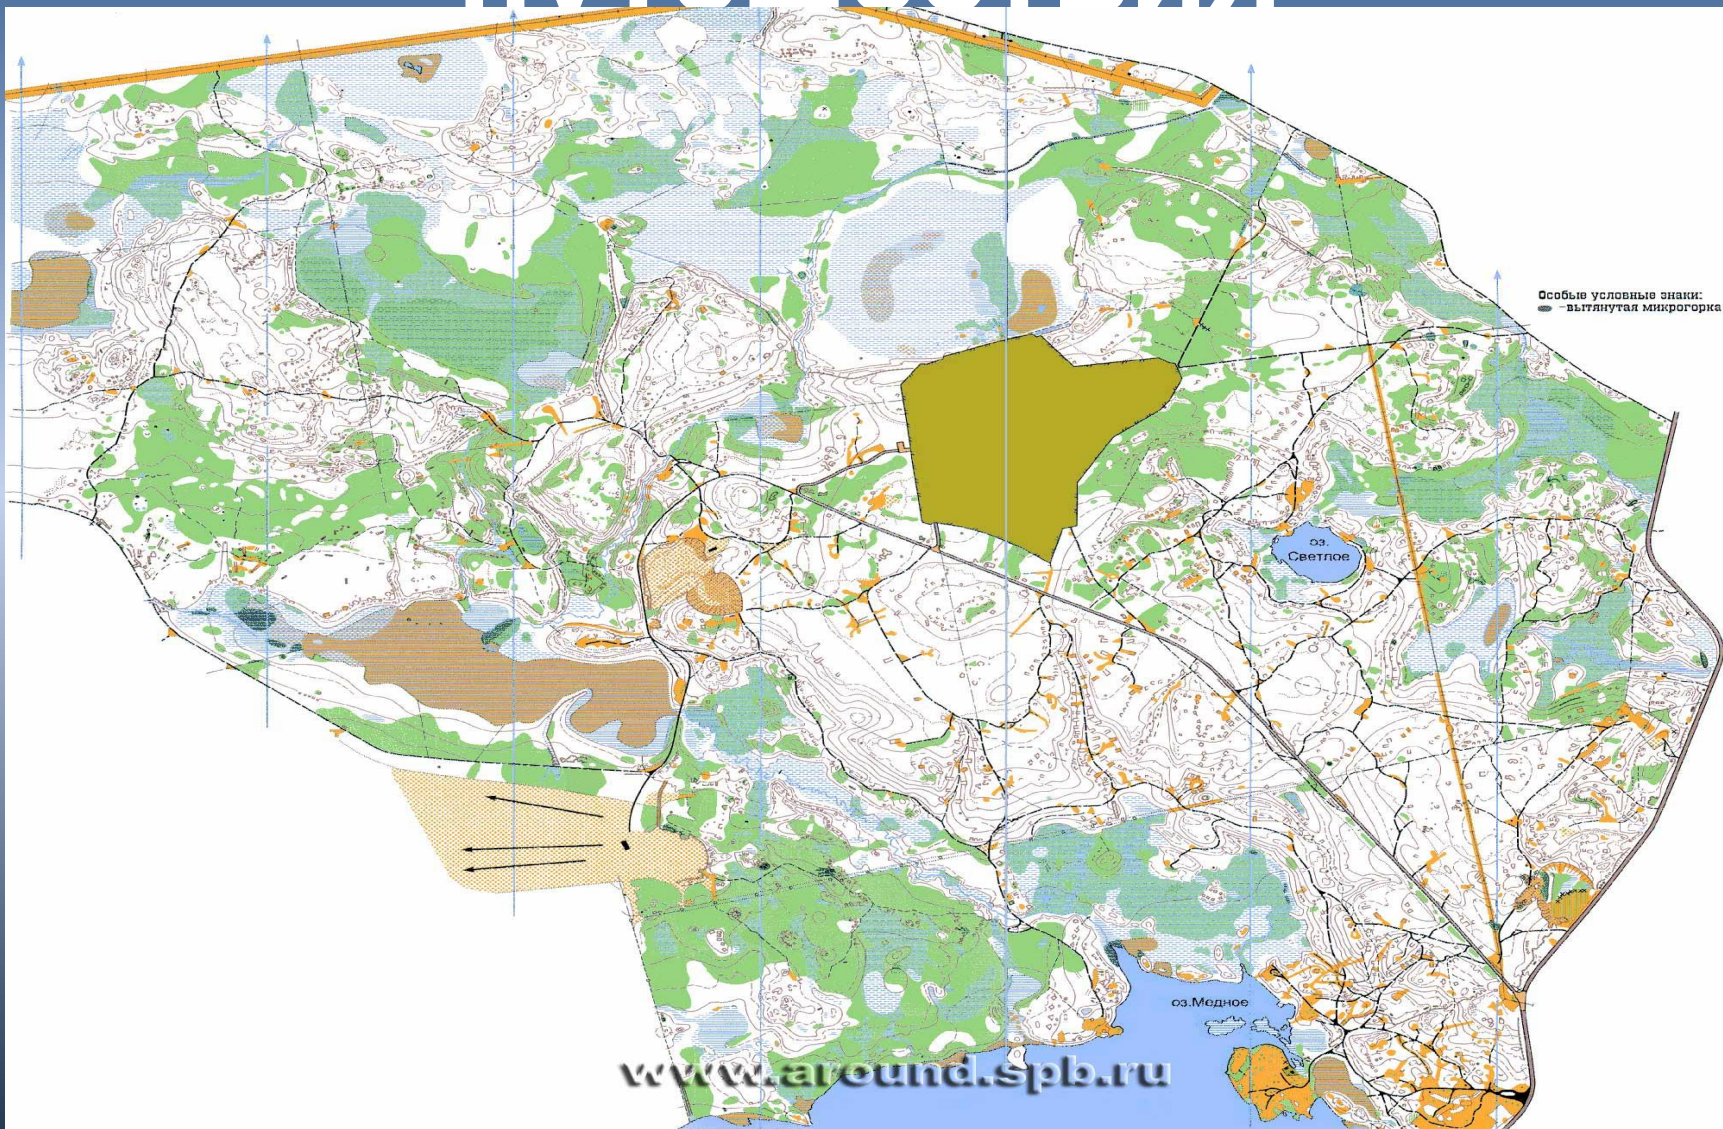 Особые условные знаки:
-вытянутая микрогорка
оз.
Светлое
оз.Медное
www.around.spb.ru